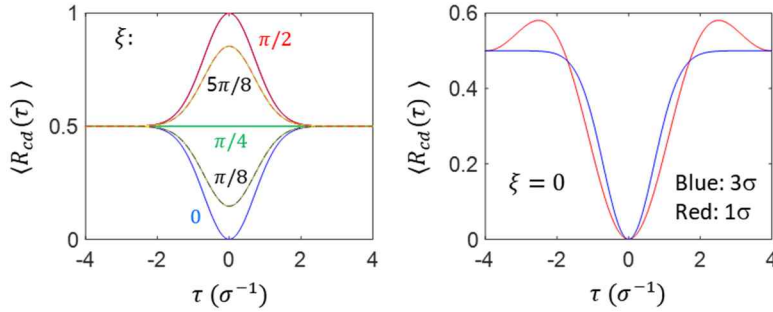 1
0.5
0
ξ:
π/2
5π/8
π/4
π/8
0
-4
-2
0
2
4
τ (σ⁻¹)
⟨R_cd(τ) ⟩
0.6
0.4
0.2
0
ξ = 0
Blue: 3σ
Red: 1σ
-4
-2
0
2
4
τ (σ⁻¹)
⟨R_cd(τ) ⟩